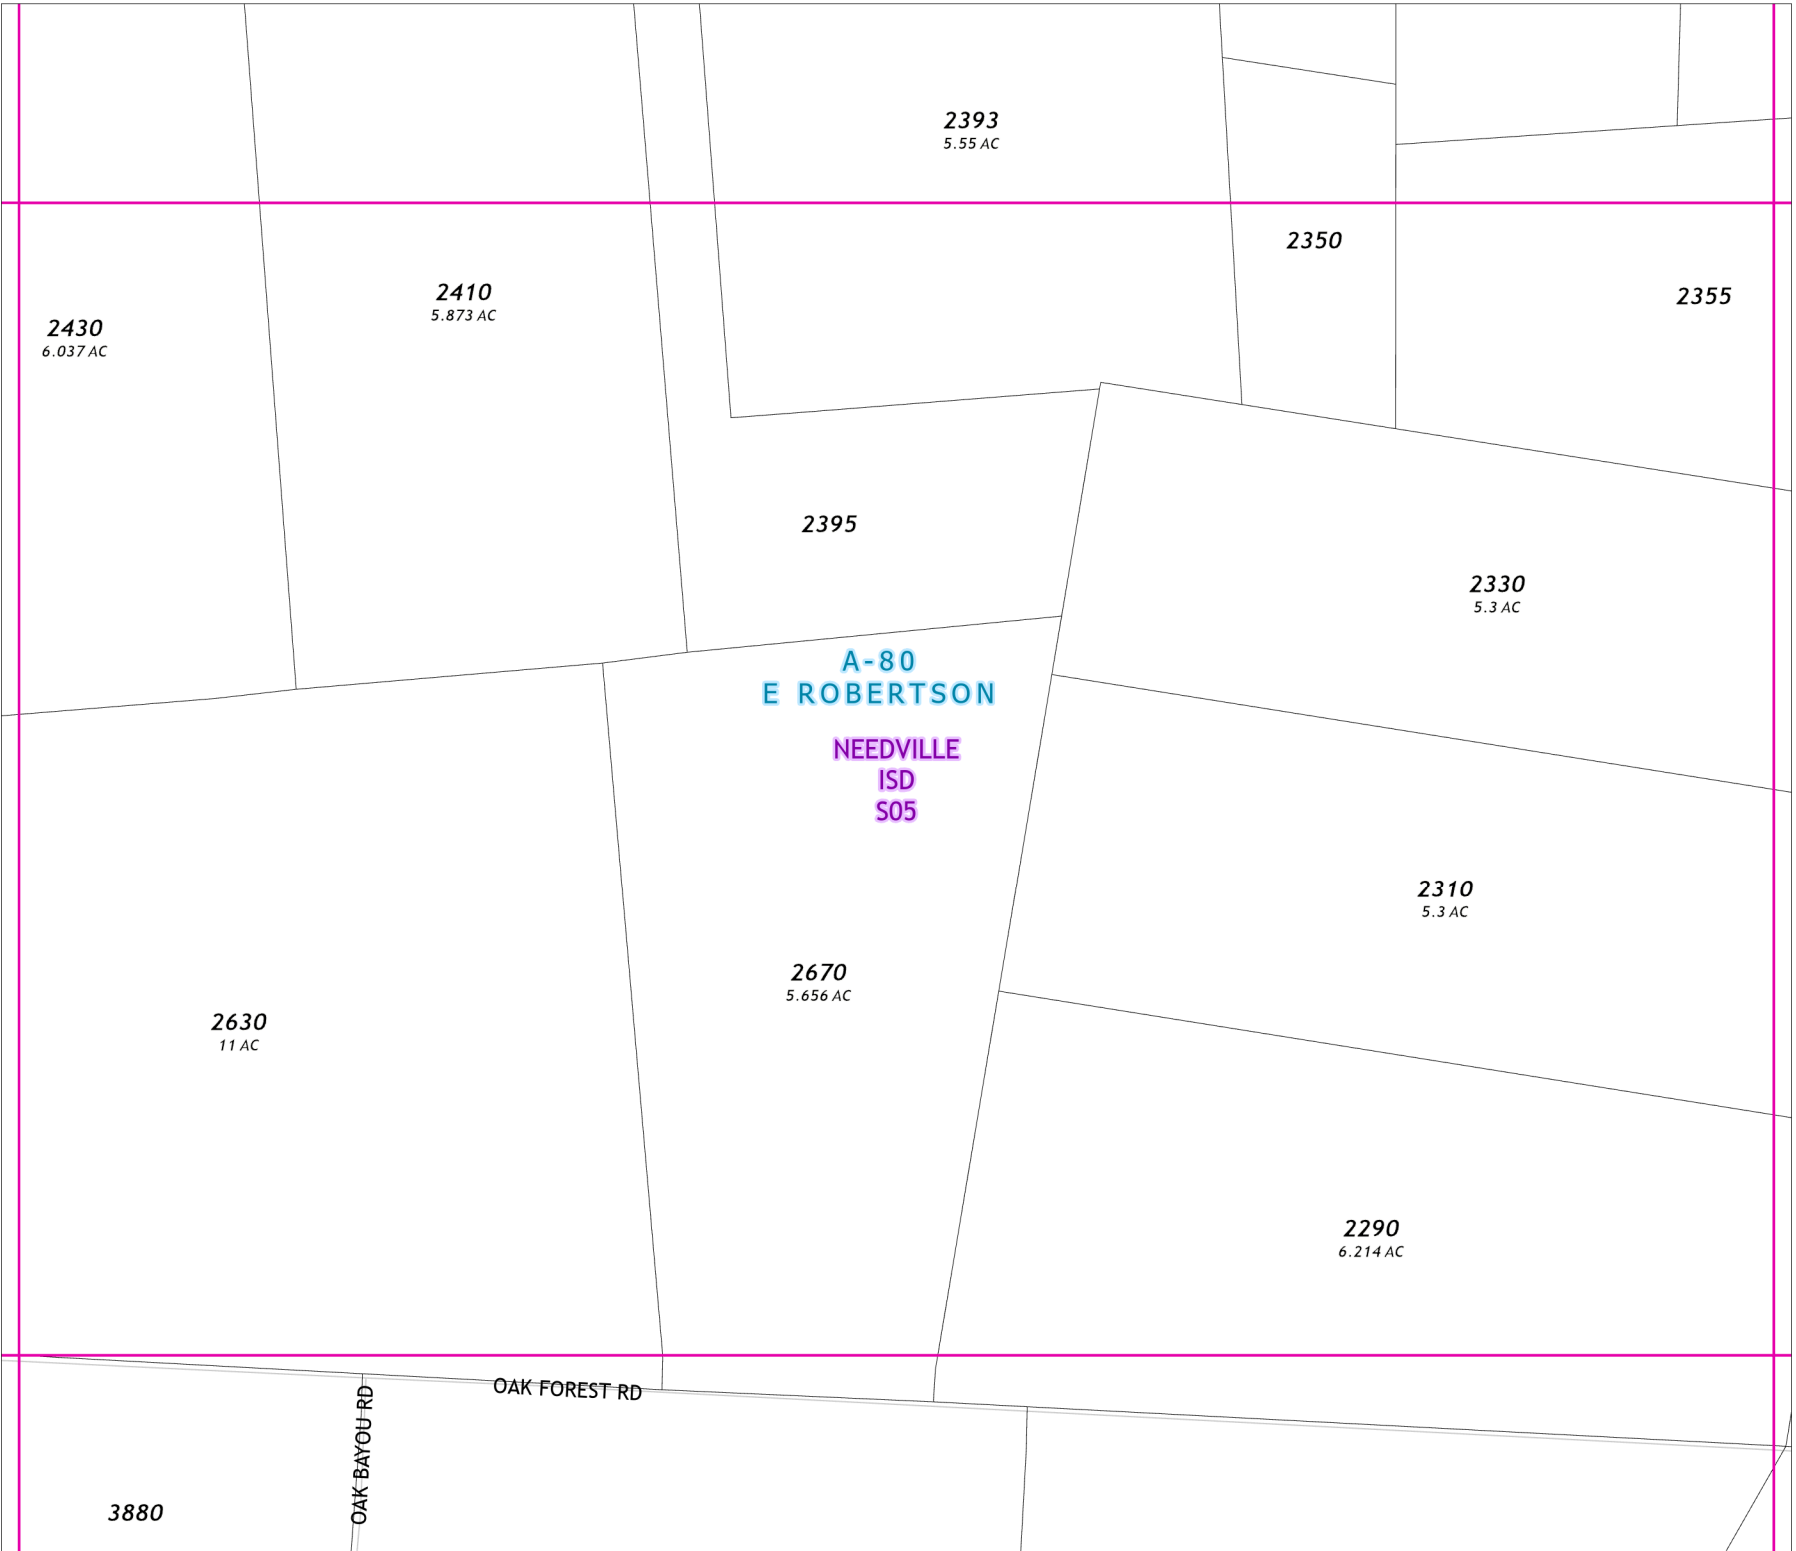 2393
5.55 AC
2350
2410
5.873 AC
2355
2430
6.037 AC
2395
2330
5.3 AC
A-80
E ROBERTSON
NEEDVILLE
ISD
S05
2310
5.3 AC
2670
5.656 AC
2630
11 AC
2290
6.214 AC
OAK FOREST RD
OAK BAYOU RD
3880